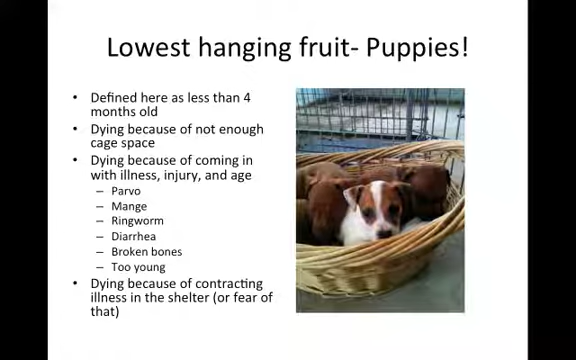 Lowest hanging fruit- Puppies!
• Defined here as less than 4
months old
• Dying because of not enough
cage space
• Dying because of coming in
with illness, injury, and age
– Parvo
– Mange
– Ringworm
– Diarrhea
– Broken bones
– Too young
• Dying because of contracting
illness in the shelter (or fear of
that)